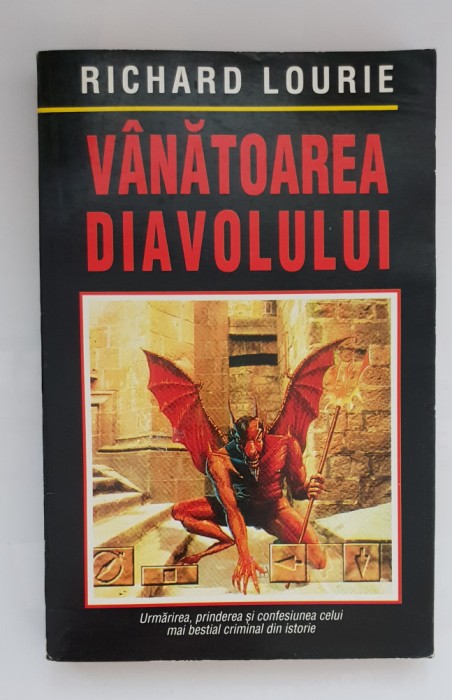 RICHARD LOURIE
VÂNĂTOAREA
DIAVOLULUI
Urmărirea, prinderea și confesiunea celui
mai bestial criminal din istorie